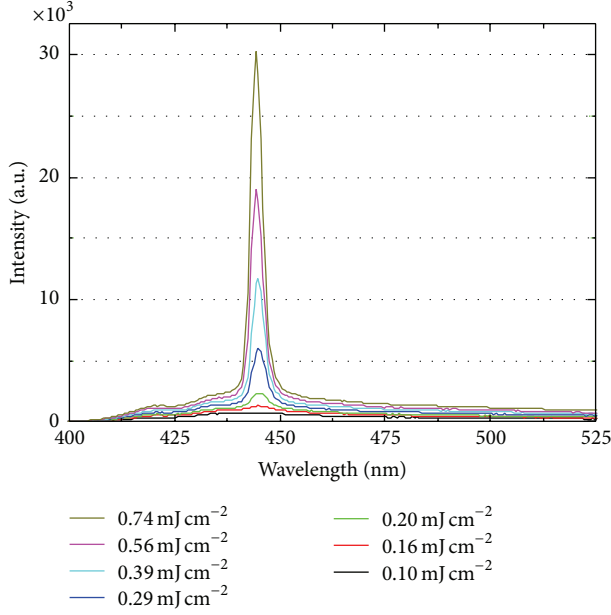 ×10³
30
20
10
0
Intensity (a.u.)
400 425 450 475 500 525
Wavelength (nm)
0.74 mJ cm⁻²
0.56 mJ cm⁻²
0.39 mJ cm⁻²
0.29 mJ cm⁻²
0.20 mJ cm⁻²
0.16 mJ cm⁻²
0.10 mJ cm⁻²